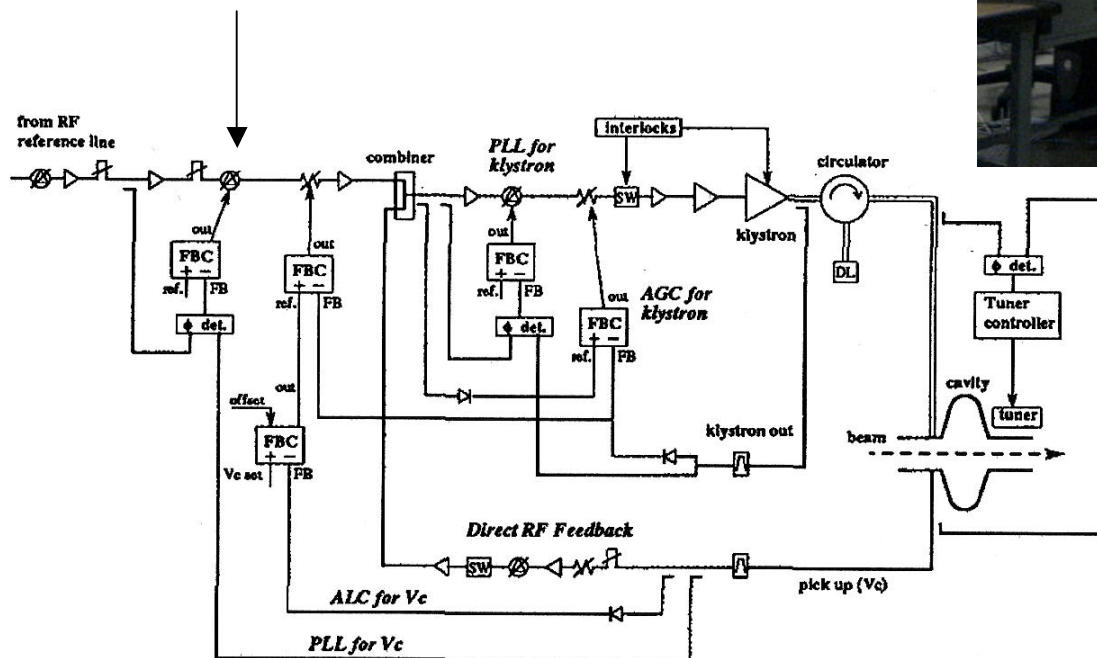 from RF
reference line
combiner
PLL for
klystron
interlocks
SW
klystron
circulator
DL
out
FBC
+ −
ref.
FB
ϕ det.
out
FBC
+ −
FB
out
FBC
+ −
ref.
FB
ϕ det.
out
AGC for
klystron
FBC
+ −
ref.
FB
ϕ det.
Tuner
controller
cavity
tuner
beam
out
offset
FBC
+ −
Vc set
FB
klystron out
Direct RF Feedback
SW
pick up (Vc)
ALC for Vc
PLL for Vc